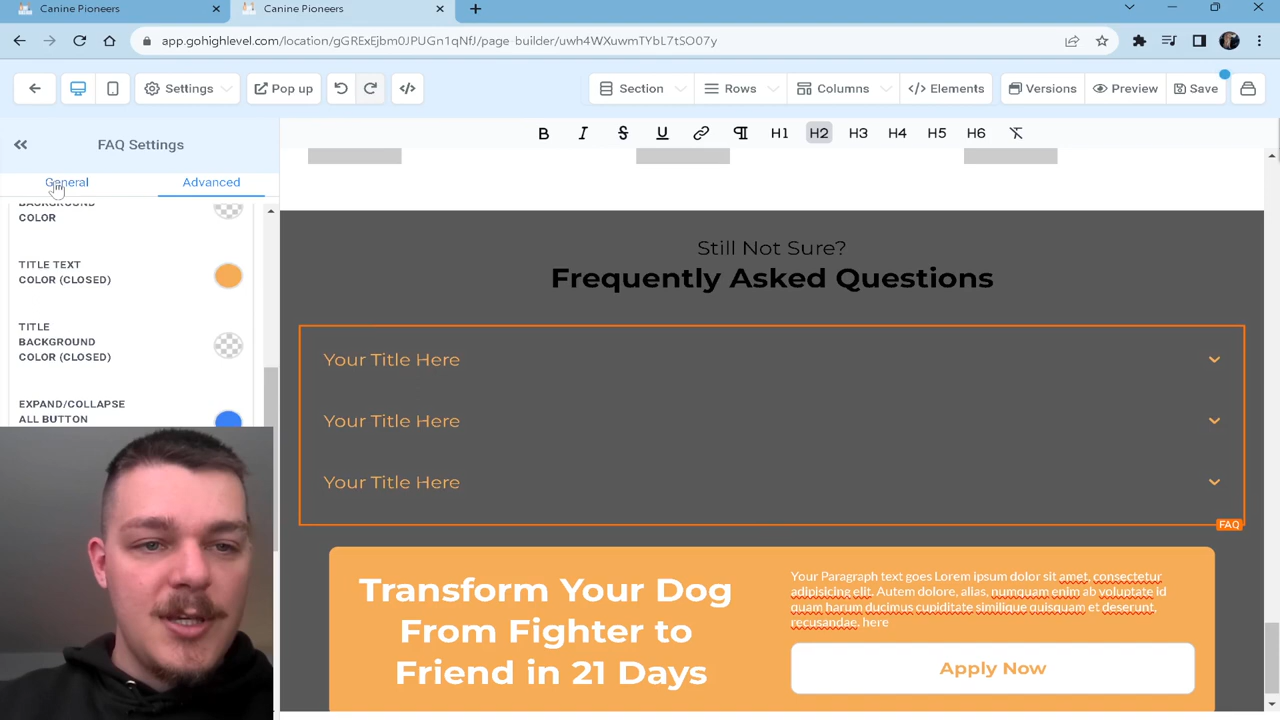 Canine Pioneers
Canine Pioneers
app.gohighlevel.com/location/gGRExEjbm0JPUGn1qNfJ/page-builder/uwh4WXuwmTYbL7tSO07y
Settings
Pop up
Section
Rows
Columns
Elements
Versions
Preview
Save
FAQ Settings
B I S U H1 H2 H3 H4 H5 H6
General
Advanced
BACKGROUND
COLOR
TITLE TEXT
COLOR (CLOSED)
TITLE
BACKGROUND
COLOR (CLOSED)
EXPAND/COLLAPSE
ALL BUTTON
Still Not Sure?
Frequently Asked Questions
Your Title Here
Your Title Here
Your Title Here
FAQ
Transform Your Dog
From Fighter to
Friend in 21 Days
Your Paragraph text goes Lorem ipsum dolor sit amet, consectetur
adipisicing elit. Autem dolore, alias, numquam enim ab voluptate id
quam harum ducimus cupiditate similique quisquam et deserunt,
recusandae. here
Apply Now